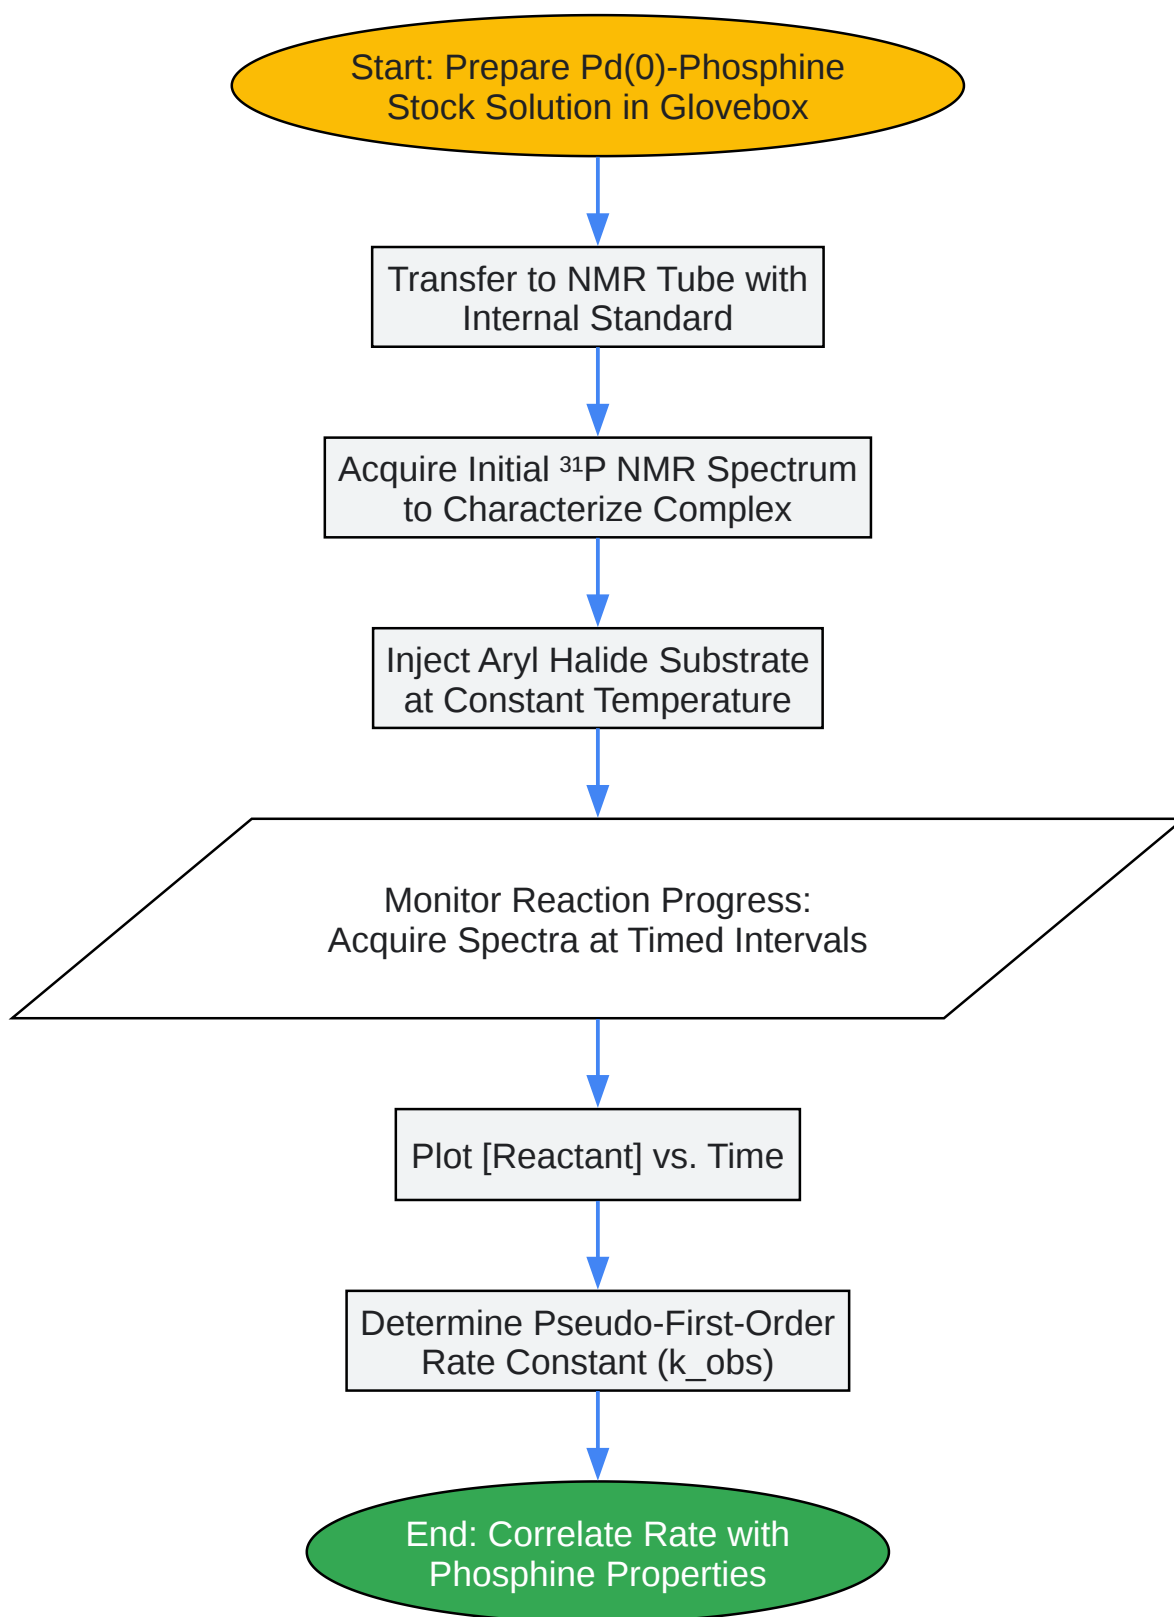 Start: Prepare Pd(0)-Phosphine
Stock Solution in Glovebox
Transfer to NMR Tube with
Internal Standard
Acquire Initial ³¹P NMR Spectrum
to Characterize Complex
Inject Aryl Halide Substrate
at Constant Temperature
Monitor Reaction Progress:
Acquire Spectra at Timed Intervals
Plot [Reactant] vs. Time
Determine Pseudo-First-Order
Rate Constant (k_obs)
End: Correlate Rate with
Phosphine Properties